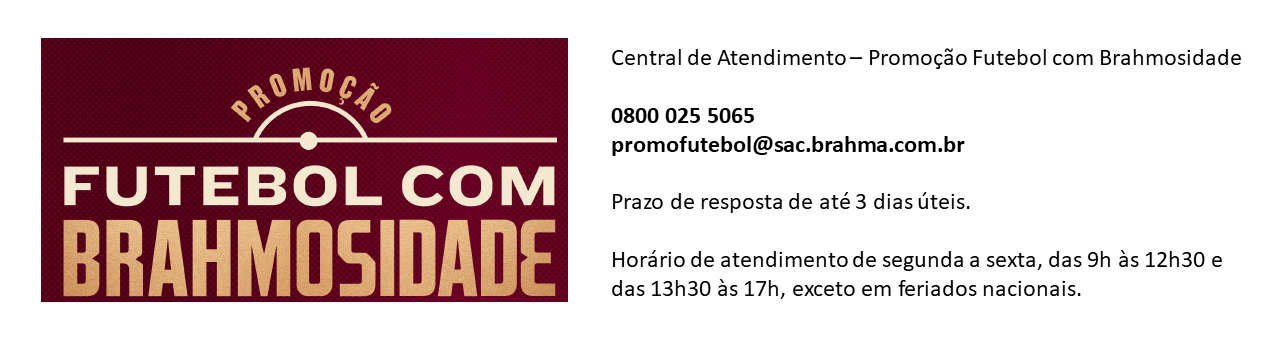 PROMOÇÃO
FUTEBOL COM
BRAHMOSIDADE
Central de Atendimento – Promoção Futebol com Brahmosidade
0800 025 5065
promofutebol@sac.brahma.com.br
Prazo de resposta de até 3 dias úteis.
Horário de atendimento de segunda a sexta, das 9h às 12h30 e
das 13h30 às 17h, exceto em feriados nacionais.